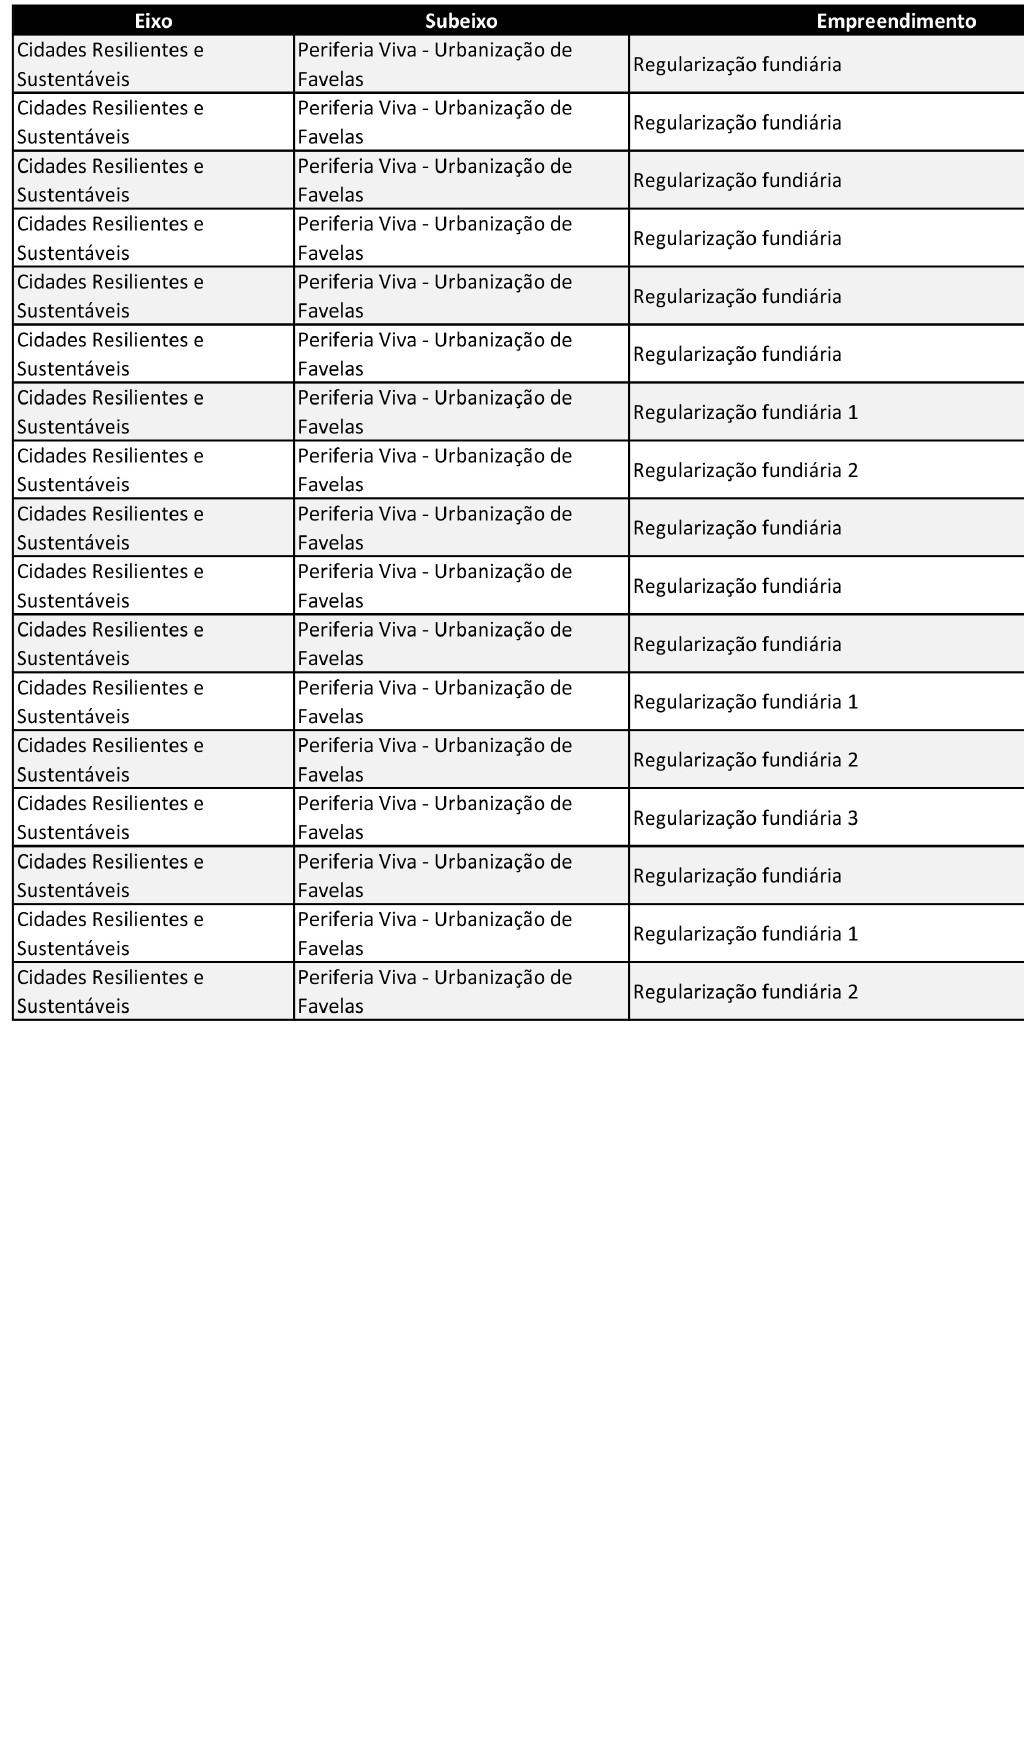 Eixo Subeixo Empreendimento
Cidades Resilientes e Sustentáveis Periferia Viva - Urbanização de Favelas Regularização fundiária
Cidades Resilientes e Sustentáveis Periferia Viva - Urbanização de Favelas Regularização fundiária
Cidades Resilientes e Sustentáveis Periferia Viva - Urbanização de Favelas Regularização fundiária
Cidades Resilientes e Sustentáveis Periferia Viva - Urbanização de Favelas Regularização fundiária
Cidades Resilientes e Sustentáveis Periferia Viva - Urbanização de Favelas Regularização fundiária
Cidades Resilientes e Sustentáveis Periferia Viva - Urbanização de Favelas Regularização fundiária
Cidades Resilientes e Sustentáveis Periferia Viva - Urbanização de Favelas Regularização fundiária 1
Cidades Resilientes e Sustentáveis Periferia Viva - Urbanização de Favelas Regularização fundiária 2
Cidades Resilientes e Sustentáveis Periferia Viva - Urbanização de Favelas Regularização fundiária
Cidades Resilientes e Sustentáveis Periferia Viva - Urbanização de Favelas Regularização fundiária
Cidades Resilientes e Sustentáveis Periferia Viva - Urbanização de Favelas Regularização fundiária
Cidades Resilientes e Sustentáveis Periferia Viva - Urbanização de Favelas Regularização fundiária 1
Cidades Resilientes e Sustentáveis Periferia Viva - Urbanização de Favelas Regularização fundiária 2
Cidades Resilientes e Sustentáveis Periferia Viva - Urbanização de Favelas Regularização fundiária 3
Cidades Resilientes e Sustentáveis Periferia Viva - Urbanização de Favelas Regularização fundiária
Cidades Resilientes e Sustentáveis Periferia Viva - Urbanização de Favelas Regularização fundiária 1
Cidades Resilientes e Sustentáveis Periferia Viva - Urbanização de Favelas Regularização fundiária 2